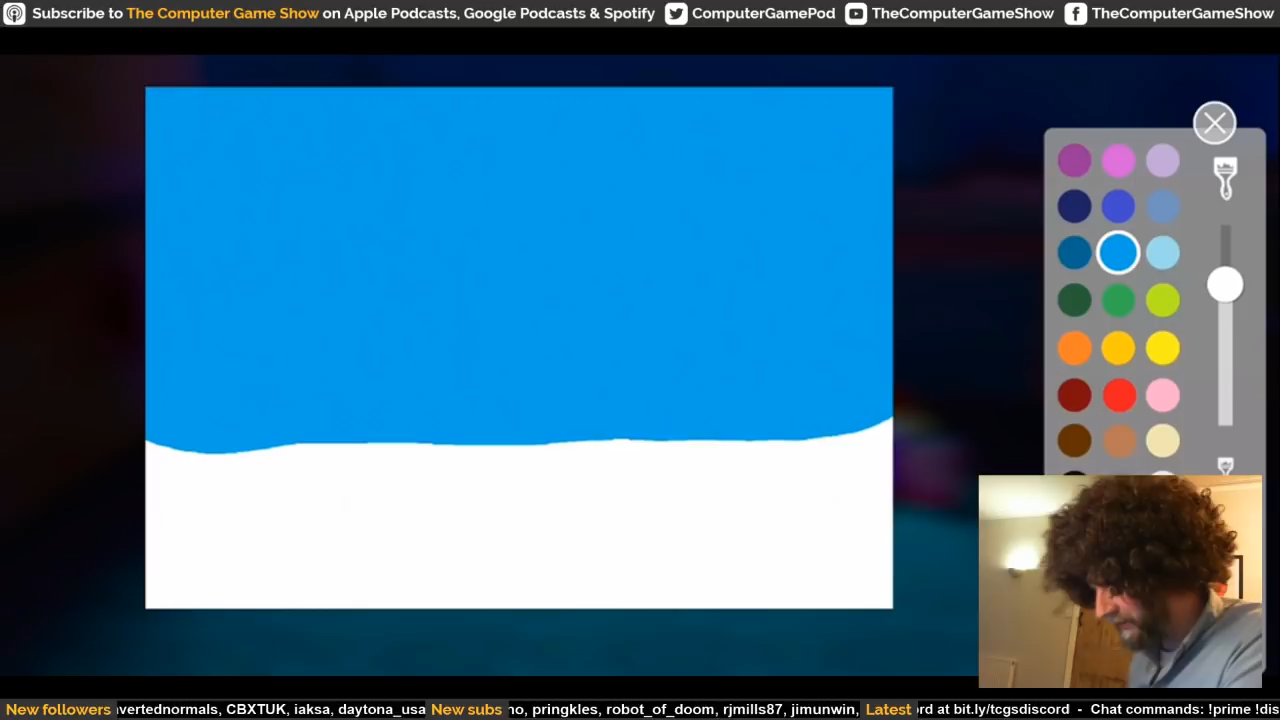 Subscribe to The Computer Game Show on Apple Podcasts, Google Podcasts & Spotify ComputerGamePod TheComputerGameShow TheComputerGameShow
New followers vertednormals, CBXTUK, iaksa, daytona_usa New subs no, pringkles, robot_of_doom, rjmills87, jimunwin, Latest rd at bit.ly/tcgsdiscord - Chat commands: !prime !dis